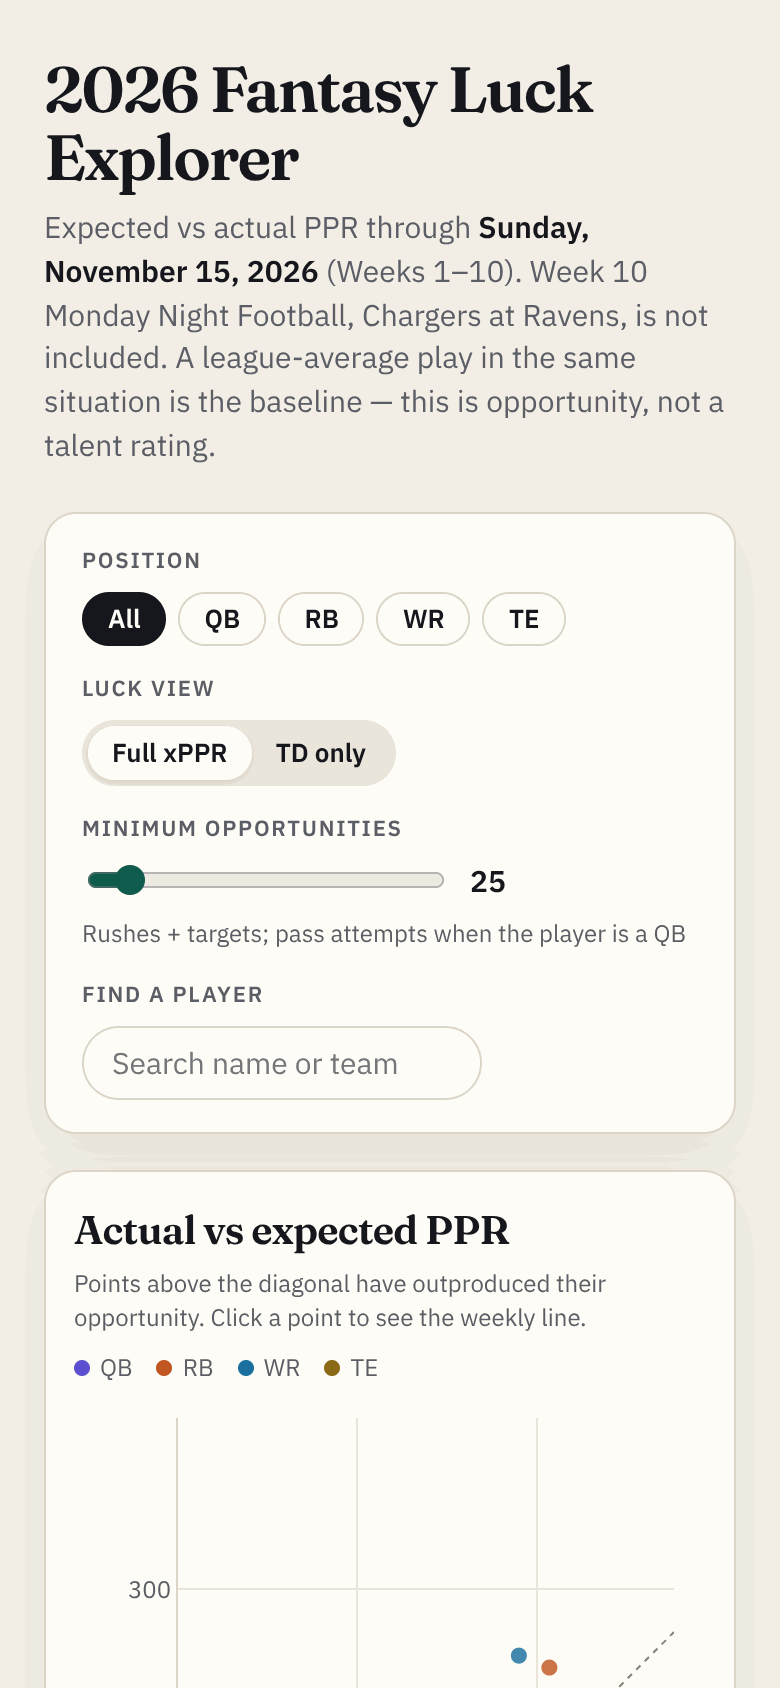 2026 Fantasy Luck
Explorer
Expected vs actual PPR through Sunday,
November 15, 2026 (Weeks 1–10). Week 10
Monday Night Football, Chargers at Ravens, is not
included. A league-average play in the same
situation is the baseline — this is opportunity, not a
talent rating.
POSITION
All QB RB WR TE
LUCK VIEW
Full xPPR TD only
MINIMUM OPPORTUNITIES
25
Rushes + targets; pass attempts when the player is a QB
FIND A PLAYER
Search name or team
Actual vs expected PPR
Points above the diagonal have outproduced their
opportunity. Click a point to see the weekly line.
QB RB WR TE
300